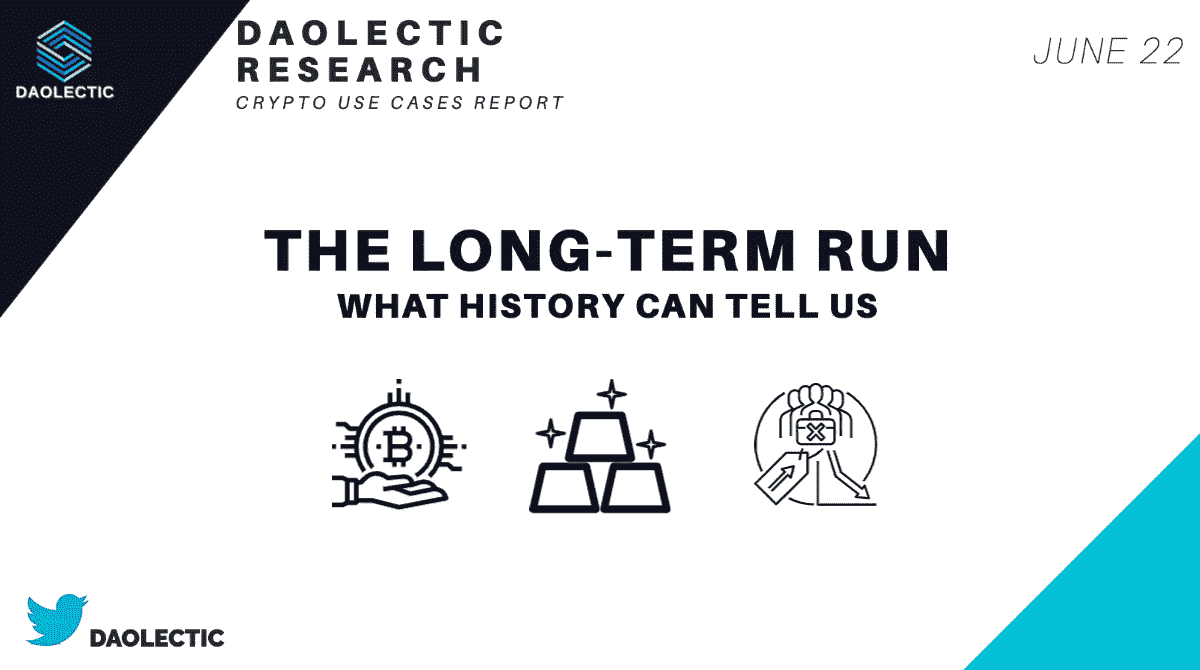 DAOLECTIC
DAOLECTIC
RESEARCH
CRYPTO USE CASES REPORT
JUNE 22
THE LONG-TERM RUN
WHAT HISTORY CAN TELL US
DAOLECTIC